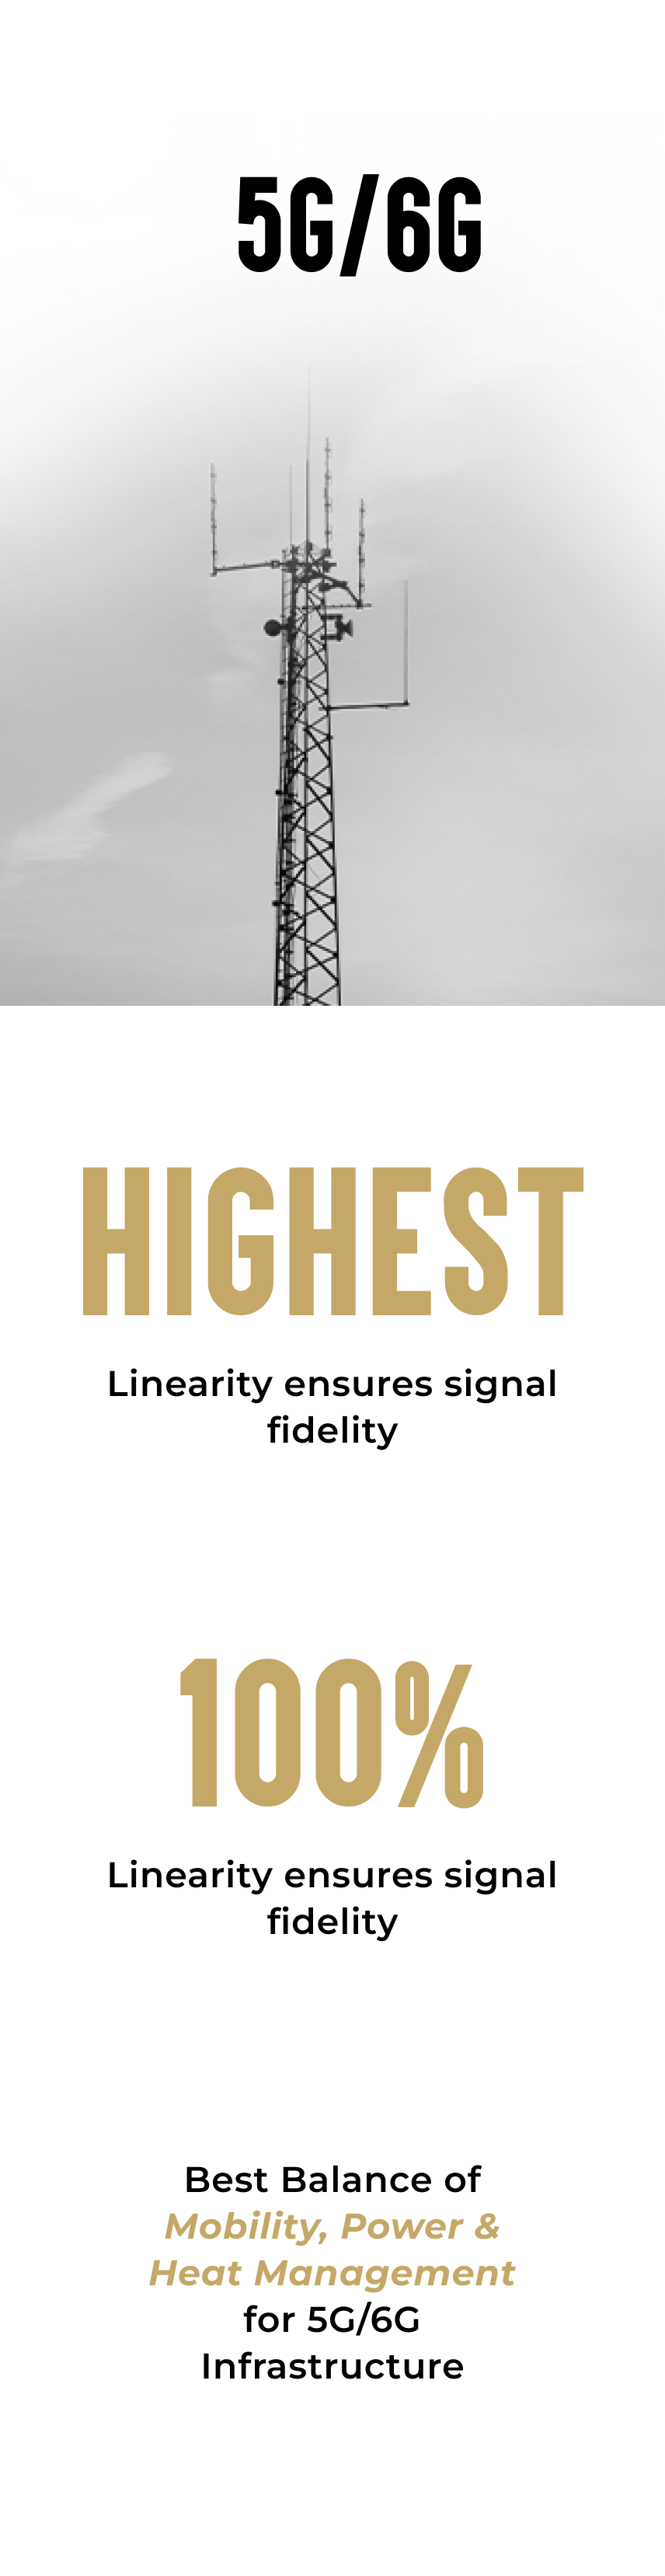 5G/6G
HIGHEST
Linearity ensures signal
fidelity
100%
Linearity ensures signal
fidelity
Best Balance of
Mobility, Power &
Heat Management
for 5G/6G
Infrastructure